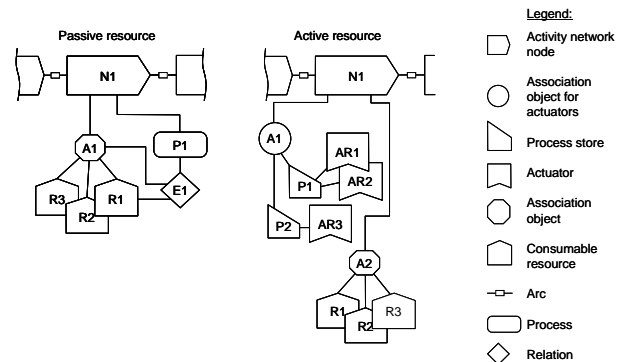 Passive resource
N1
A1
P1
R3
R2
R1
E1
Active resource
N1
A1
AR1
P1
AR2
P2
AR3
A2
R1
R2
R3
Legend:
Activity network
node
Association
object for
actuators
Process store
Actuator
Association
object
Consumable
resource
Arc
Process
Relation